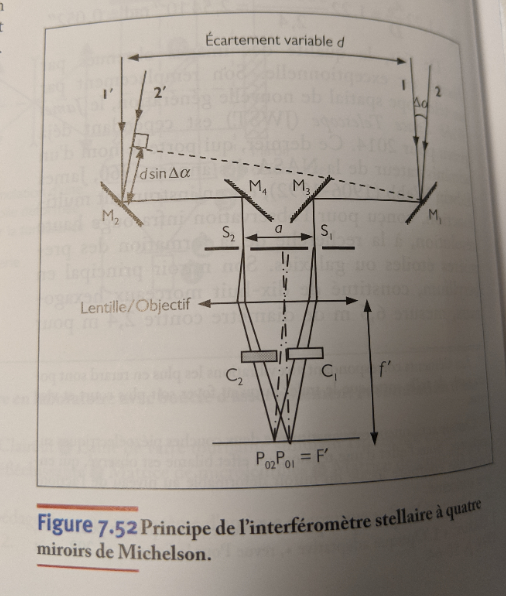 Écartement variable d
1' 2' 1 2
Δα
d sin Δα
M₂ M₄ M₃ M₁
S₂ a S₁
Lentille/Objectif
f'
C₂ C₁
P₀₂P₀₁ = F'
Figure 7.52 Principe de l'interféromètre stellaire à quatre
miroirs de Michelson.